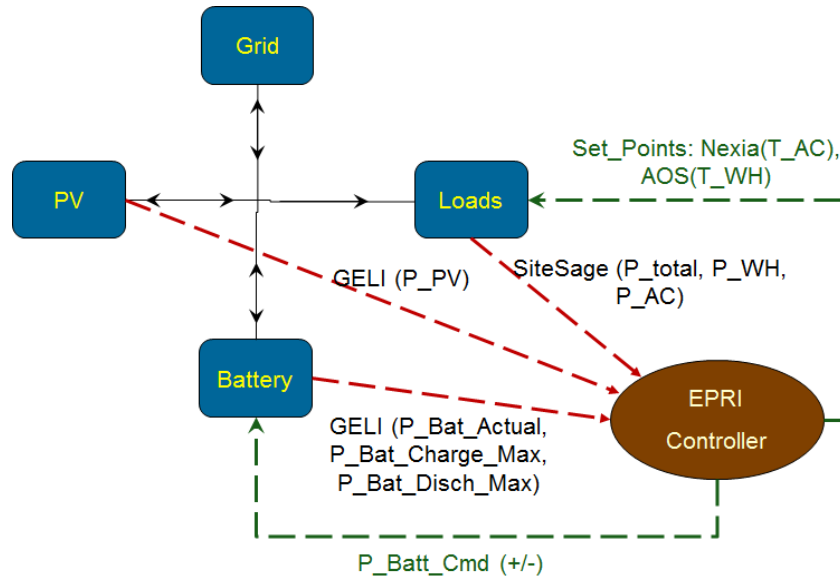 Grid
Set_Points: Nexia(T_AC),
AOS(T_WH)
PV
Loads
GELI (P_PV)
SiteSage (P_total, P_WH,
P_AC)
Battery
EPRI
Controller
GELI (P_Bat_Actual,
P_Bat_Charge_Max,
P_Bat_Disch_Max)
P_Batt_Cmd (+/-)